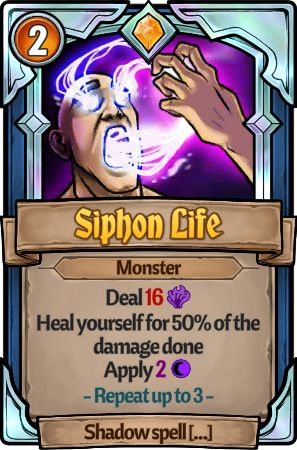 2
Siphon Life
Monster
Deal 16
Heal yourself for 50% of the
damage done
Apply 2
- Repeat up to 3 -
Shadow spell [...]